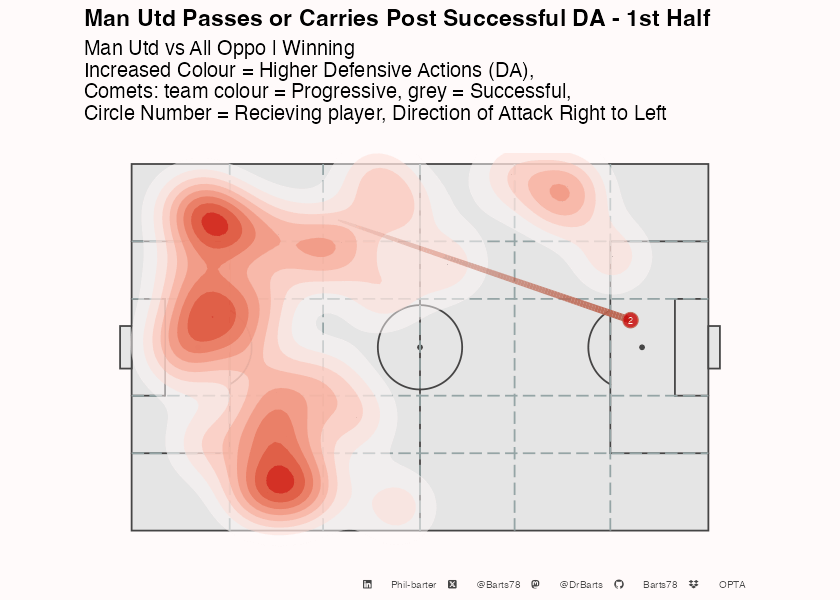 Man Utd Passes or Carries Post Successful DA - 1st Half
Man Utd vs All Oppo | Winning
Increased Colour = Higher Defensive Actions (DA),
Comets: team colour = Progressive, grey = Successful,
Circle Number = Recieving player, Direction of Attack Right to Left
2
Phil-barter @Barts78 @DrBarts Barts78 OPTA